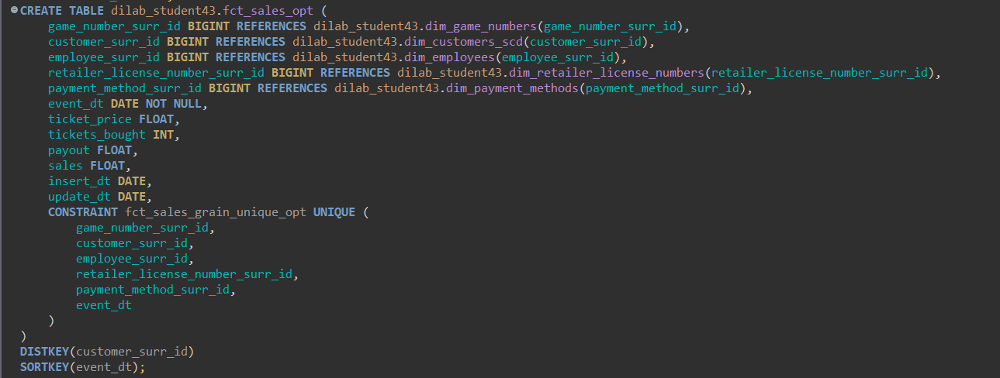 CREATE TABLE dilab_student43.fct_sales_opt (
    game_number_surr_id BIGINT REFERENCES dilab_student43.dim_game_numbers(game_number_surr_id),
    customer_surr_id BIGINT REFERENCES dilab_student43.dim_customers_scd(customer_surr_id),
    employee_surr_id BIGINT REFERENCES dilab_student43.dim_employees(employee_surr_id),
    retailer_license_number_surr_id BIGINT REFERENCES dilab_student43.dim_retailer_license_numbers(retailer_license_number_surr_id),
    payment_method_surr_id BIGINT REFERENCES dilab_student43.dim_payment_methods(payment_method_surr_id),
    event_dt DATE NOT NULL,
    ticket_price FLOAT,
    tickets_bought INT,
    payout FLOAT,
    sales FLOAT,
    insert_dt DATE,
    update_dt DATE,
    CONSTRAINT fct_sales_grain_unique_opt UNIQUE (
        game_number_surr_id,
        customer_surr_id,
        employee_surr_id,
        retailer_license_number_surr_id,
        payment_method_surr_id,
        event_dt
    )
)
DISTKEY(customer_surr_id)
SORTKEY(event_dt);